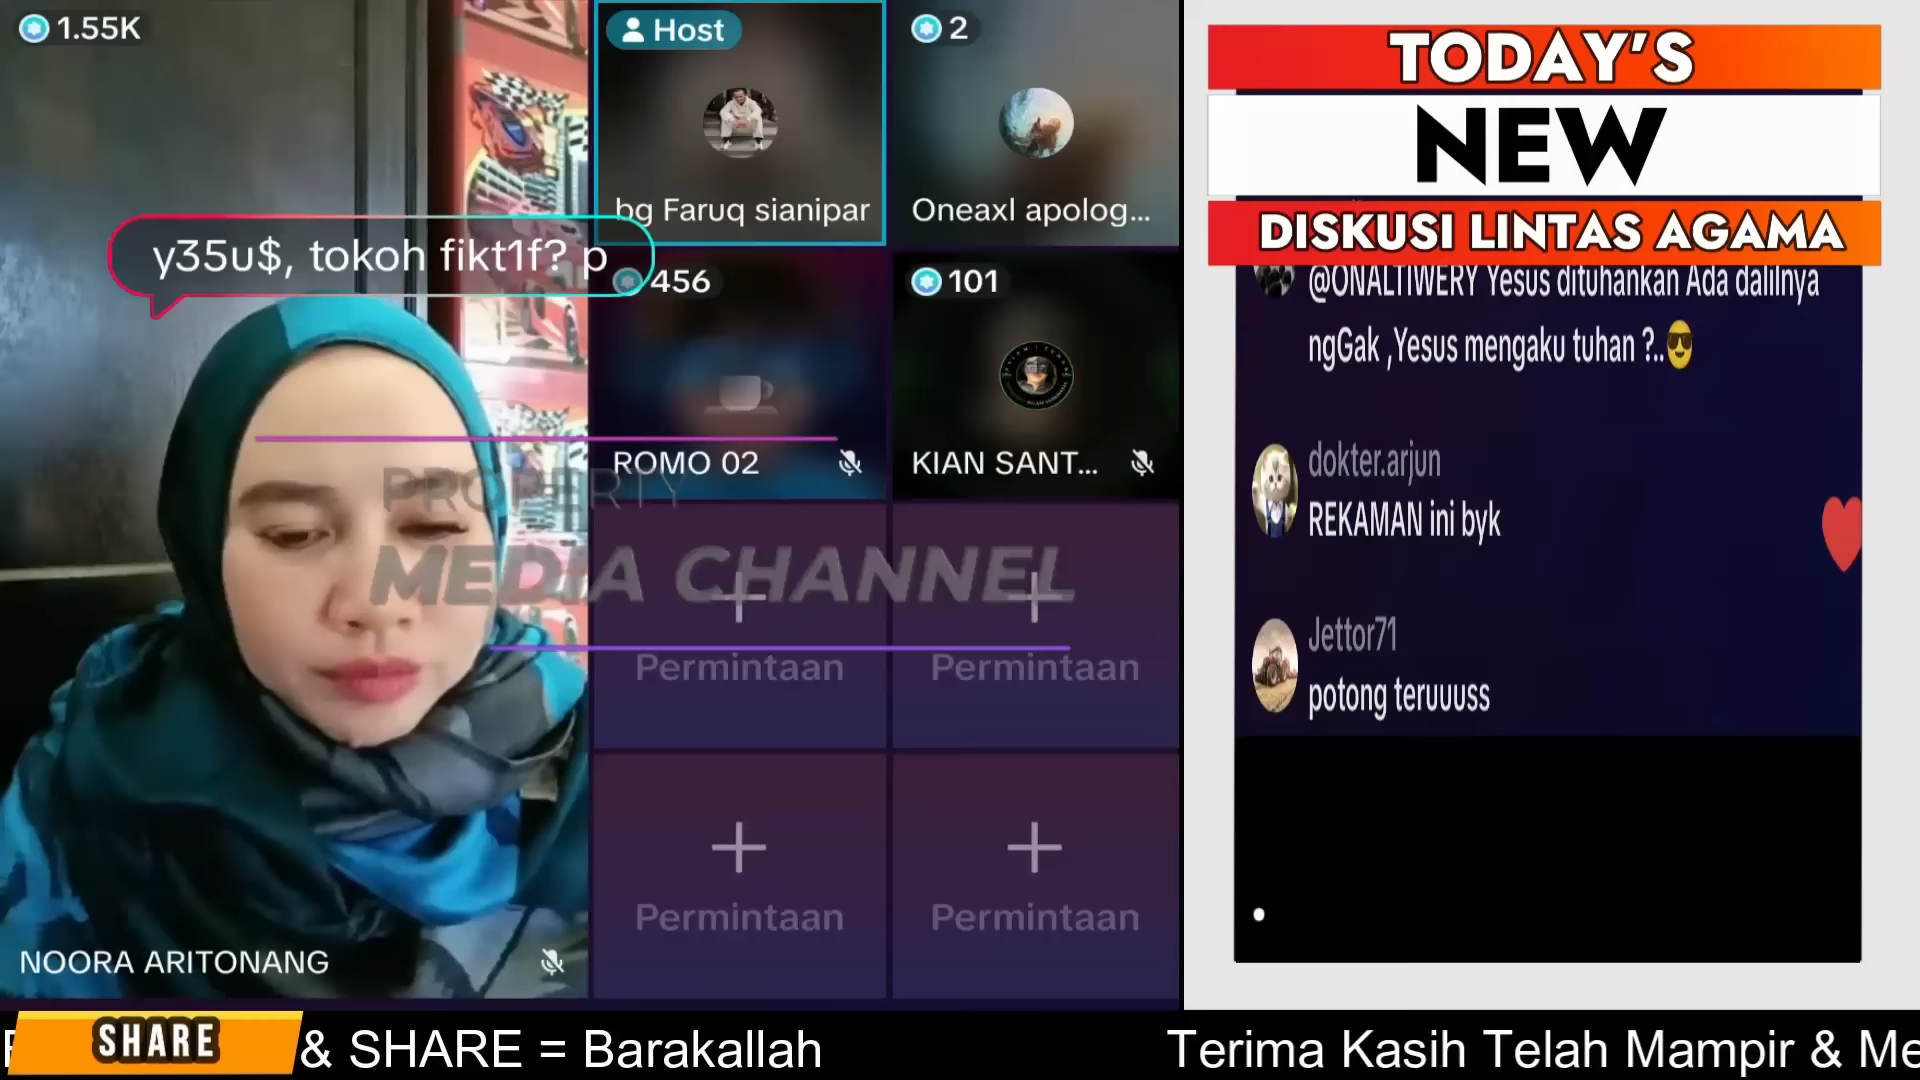 1.55K
Host
bg Faruq sianipar
2
Oneaxl apolog...
y35u$, tokoh fikt1f? p
456
ROMO 02
101
KIAN SANT...
PROPERTY
MEDIA CHANNEL
Permintaan
Permintaan
Permintaan
Permintaan
NOORA ARITONANG
TODAY'S
NEW
DISKUSI LINTAS AGAMA
@ONALTIWERY Yesus dituhankan Ada dalilnya
ngGak ,Yesus mengaku tuhan ?..😎
dokter.arjun
REKAMAN ini byk
Jettor71
potong teruuuss
SHARE
& SHARE = Barakallah
Terima Kasih Telah Mampir & Me